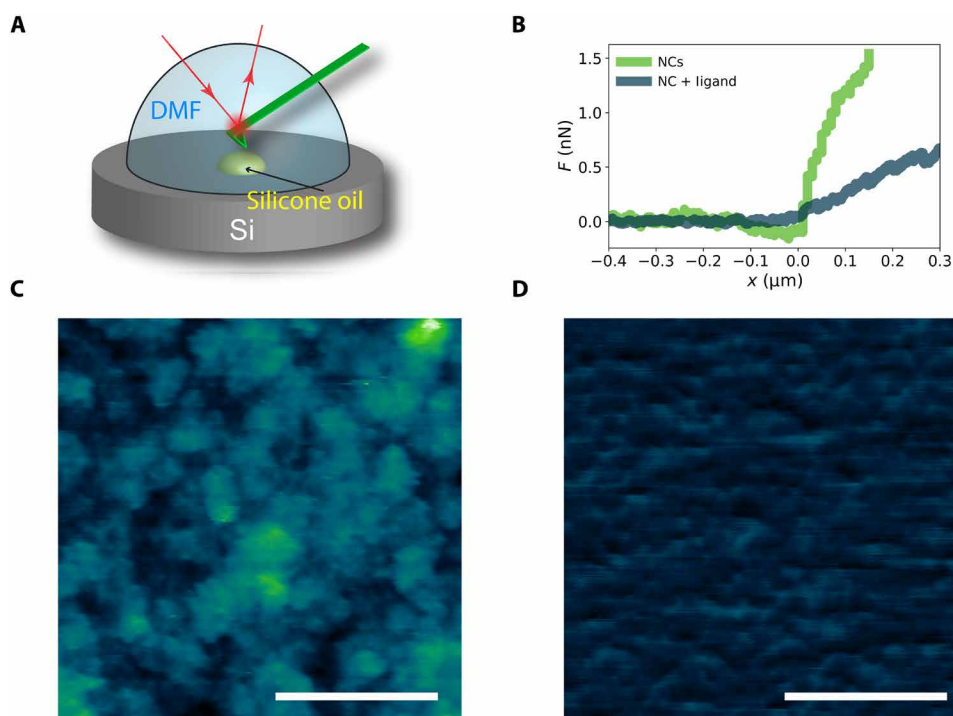 A
DMF
Silicone oil
Si
B
NCs
NC + ligand
F (nN)
1.5
1.0
0.5
0.0
−0.4
−0.3
−0.2
−0.1
0.0
0.1
0.2
0.3
x (μm)
C
D